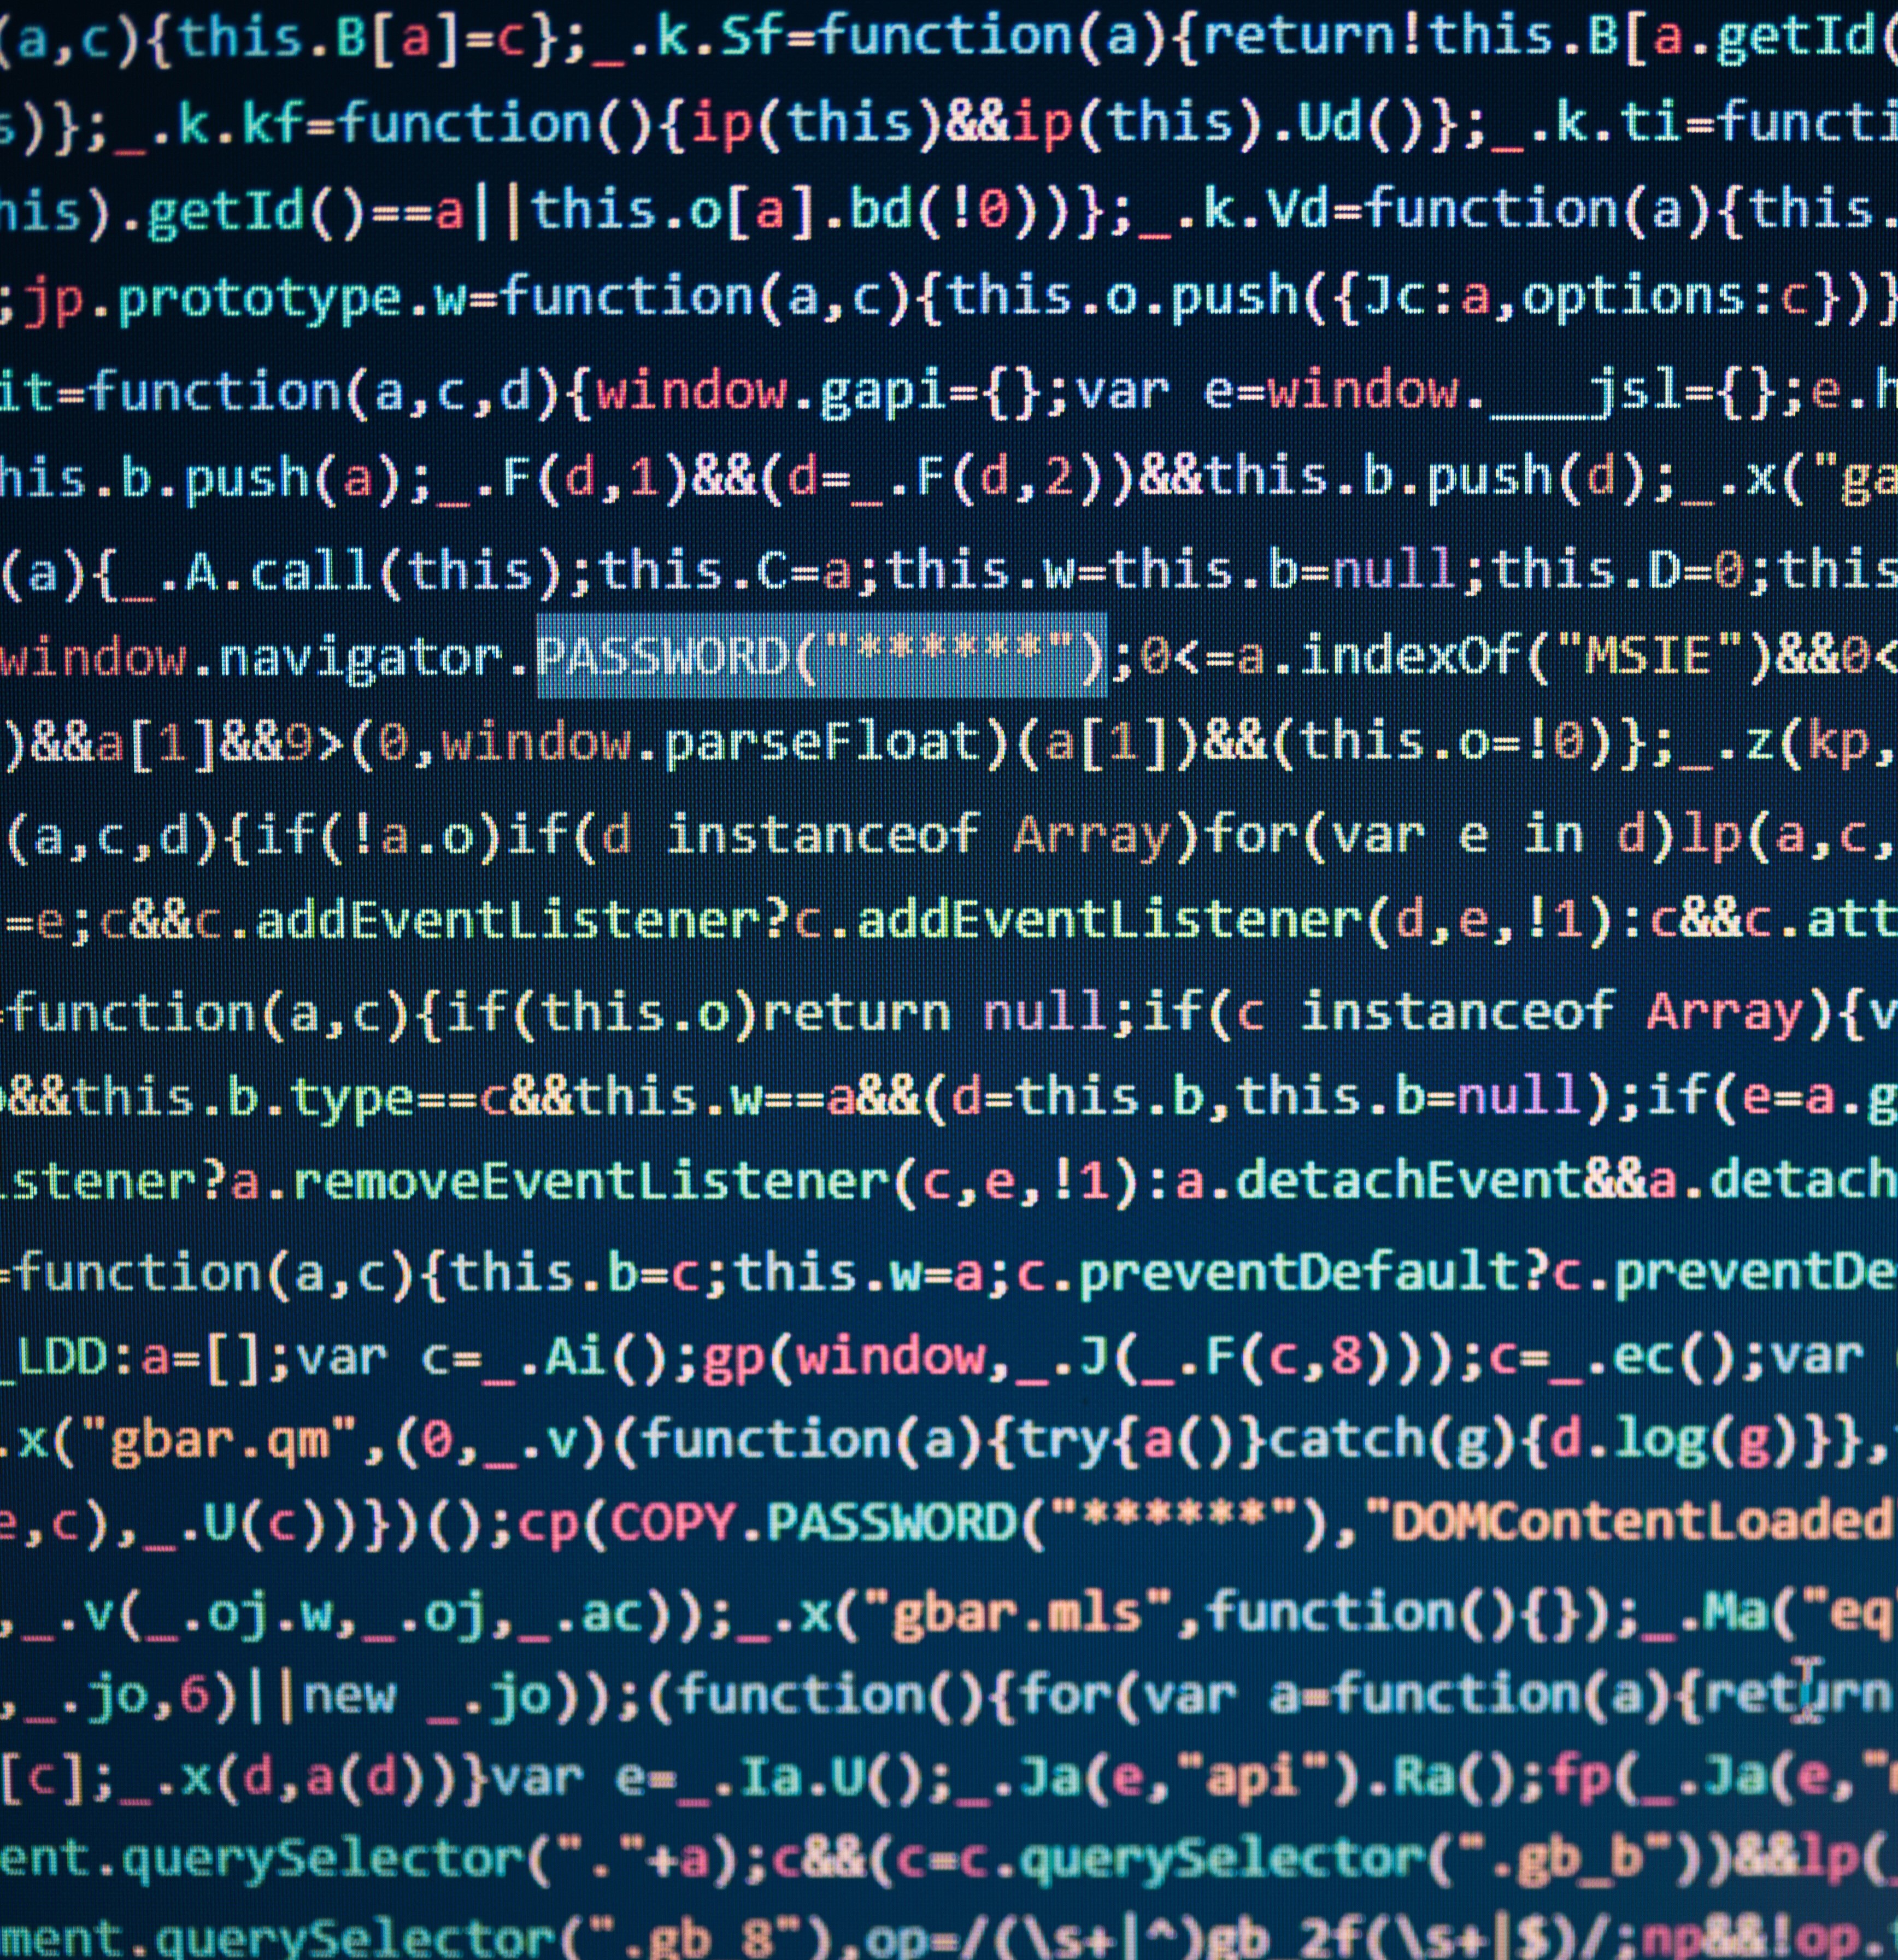 (a,c){this.B[a]=c};_.k.Sf=function(a){return!this.B[a.getId(
s)};_.k.kf=function(){ip(this)&&ip(this).Ud()};_.k.ti=functi
his).getId()==a||this.o[a].bd(!0))};_.k.Vd=function(a){this.
;jp.prototype.w=function(a,c){this.o.push({Jc:a,options:c})}
it=function(a,c,d){window.gapi={};var e=window.___jsl={};e.h
his.b.push(a);_.F(d,1)&&(d=_.F(d,2))&&this.b.push(d);_.x("ga
(a){_.A.call(this);this.C=a;this.w=this.b=null;this.D=0;this
window.navigator.PASSWORD("******");0<=a.indexOf("MSIE")&&0<
)&&a[1]&&9>(0,window.parseFloat)(a[1])&&(this.o=!0)};_.z(kp,
(a,c,d){if(!a.o)if(d instanceof Array)for(var e in d)lp(a,c,
=e;c&&c.addEventListener?c.addEventListener(d,e,!1):c&&c.att
=function(a,c){if(this.o)return null;if(c instanceof Array){v
&&this.b.type==c&&this.w==a&&(d=this.b,this.b=null);if(e=a.g
stener?a.removeEventListener(c,e,!1):a.detachEvent&&a.detach
=function(a,c){this.b=c;this.w=a;c.preventDefault?c.preventDe
_LDD:a=[];var c=_.Ai();gp(window,_.J(_.F(c,8)));c=_.ec();var
.x("gbar.qm",(0,_.v)(function(a){try{a()}catch(g){d.log(g)}},
e,c),_.U(c))})();cp(COPY.PASSWORD("******"),"DOMContentLoaded
,_.v(_.oj.w,_.oj,_.ac));_.x("gbar.mls",function(){});_.Ma("eq
,_.jo,6)||new _.jo));(function(){for(var a=function(a){return
[c];_.x(d,a(d))}var e=_.Ia.U();_.Ja(e,"api").Ra();fp(_.Ja(e,"
ent.querySelector("."+a);c&&(c=c.querySelector(".gb_b"))&&lp(
ment.querySelector(".gb_8"),op=/(\s+|^)gb_2f(\s+|$)/;np&&!op.